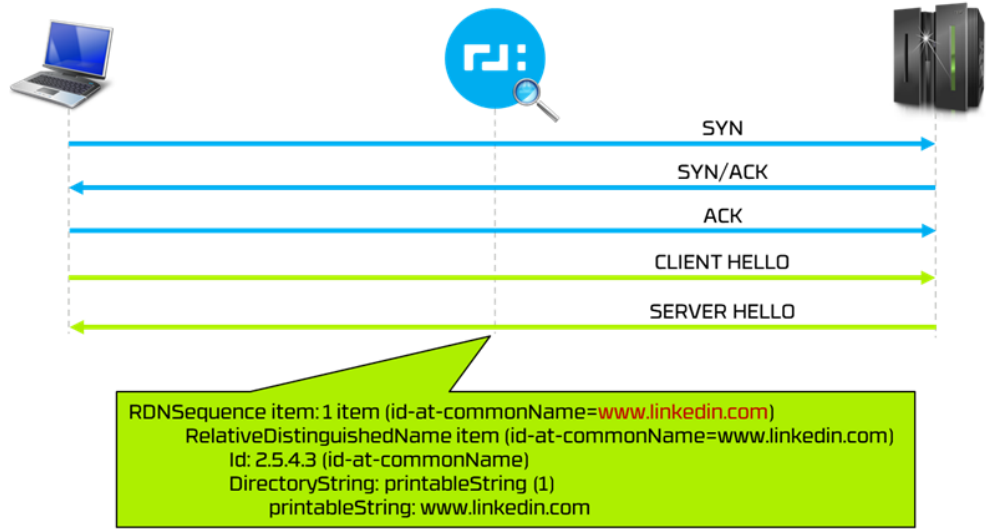 SYN
SYN/ACK
ACK
CLIENT HELLO
SERVER HELLO
RDNSequence item: 1 item (id-at-commonName=www.linkedin.com)
RelativeDistinguishedName item (id-at-commonName=www.linkedin.com)
Id: 2.5.4.3 (id-at-commonName)
DirectoryString: printableString (1)
printableString: www.linkedin.com